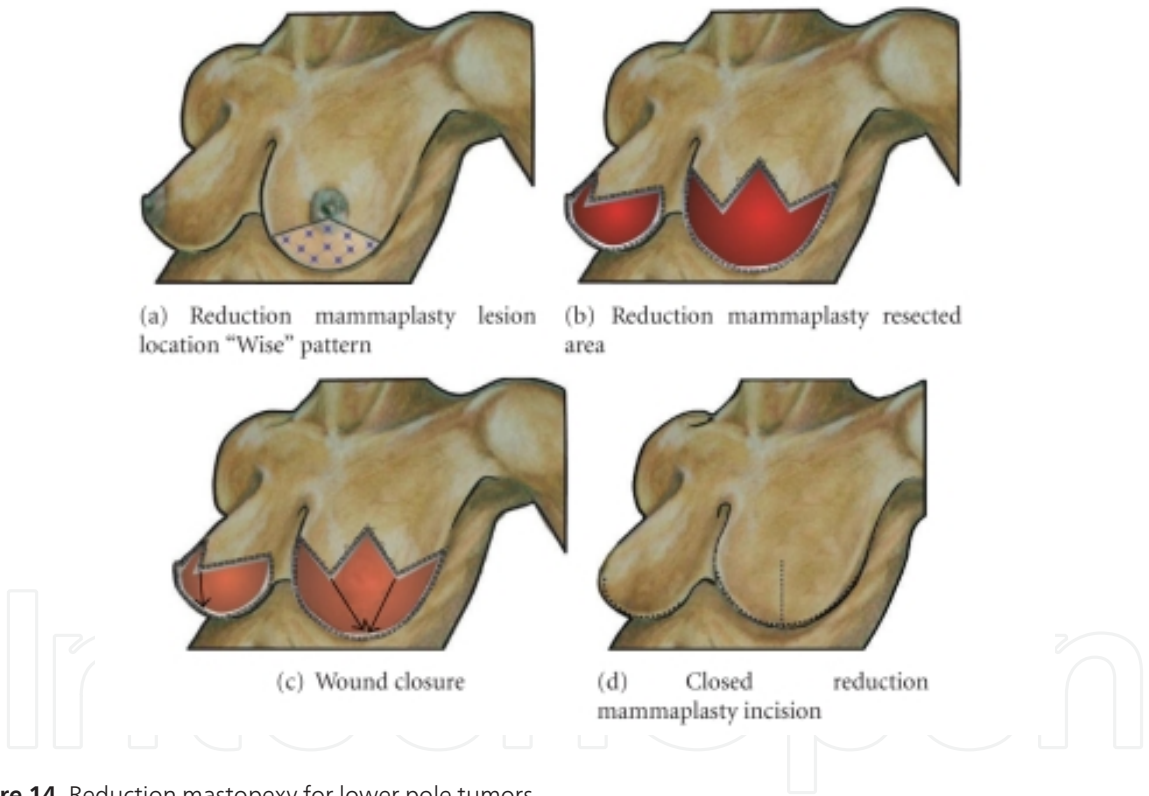 (a) Reduction mammaplasty lesion
location “Wise” pattern
(b) Reduction mammaplasty resected
area
(c) Wound closure
(d) Closed reduction
mammaplasty incision
re 14. Reduction mastopexy for lower pole tumors